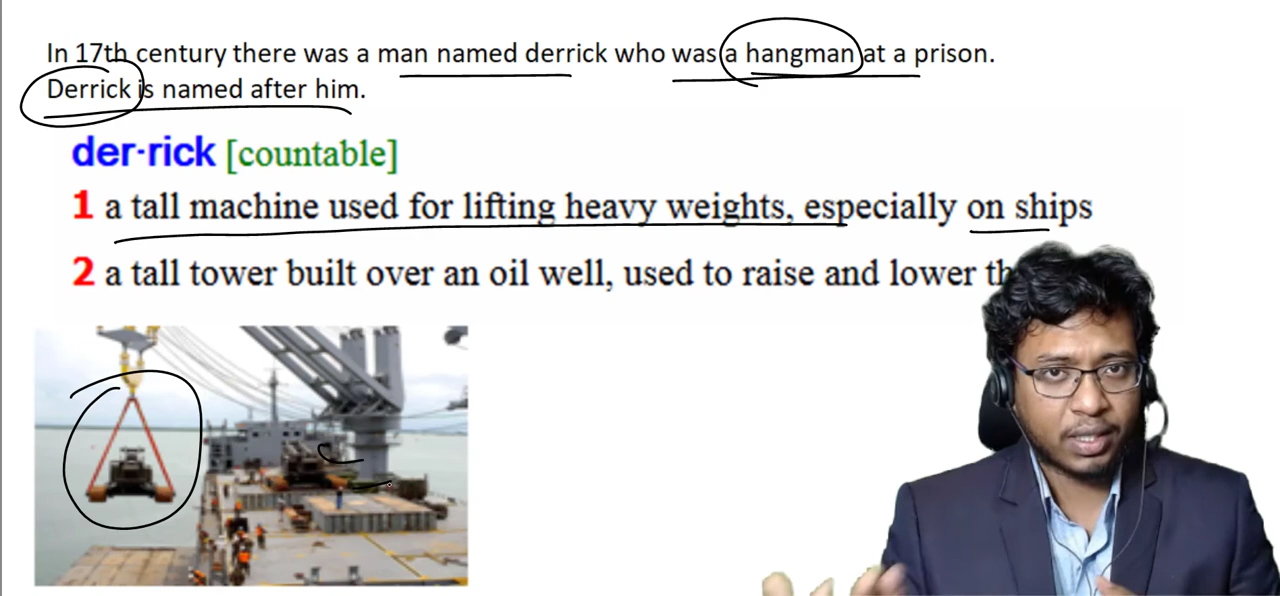 In 17th century there was a man named derrick who was a hangman at a prison.
Derrick is named after him.
der·rick [countable]
1 a tall machine used for lifting heavy weights, especially on ships
2 a tall tower built over an oil well, used to raise and lower